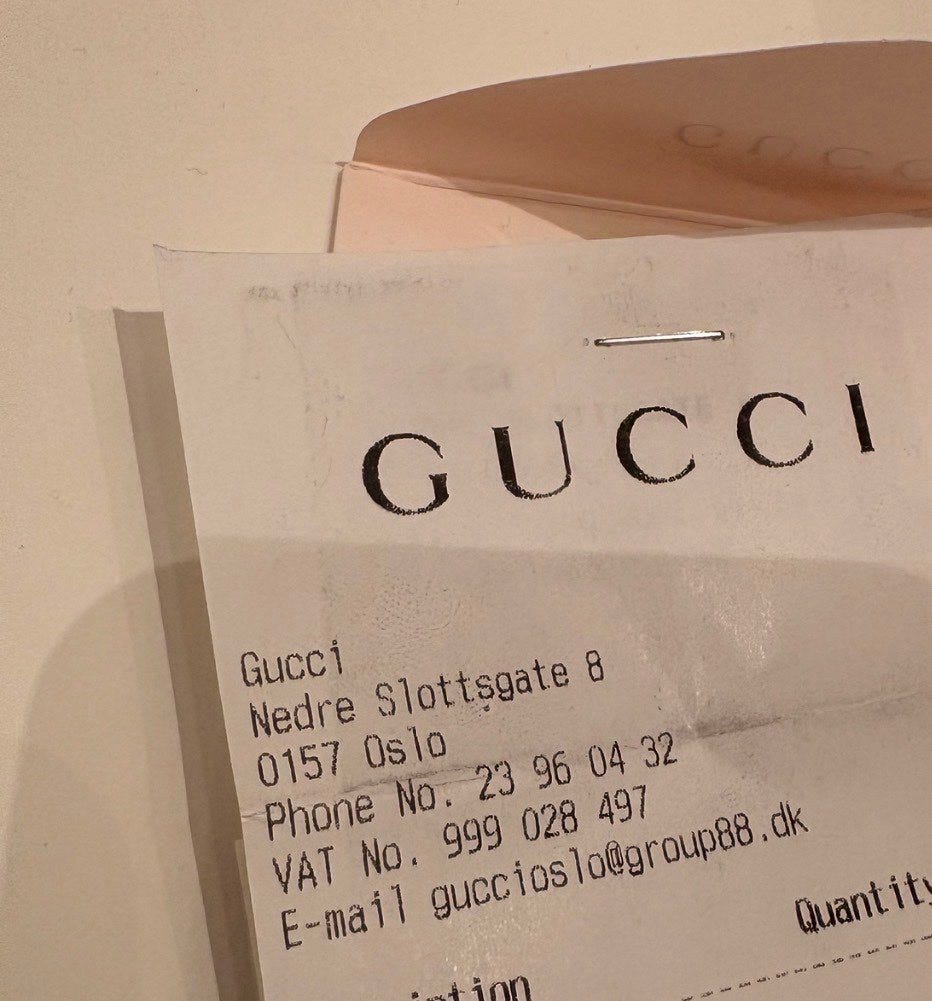 GUCCI
Gucci
Nedre Slottsgate 8
0157 Oslo
Phone No. 23 96 04 32
VAT No. 999 028 497
E-mail guccioslo@group88.dk
Quantity